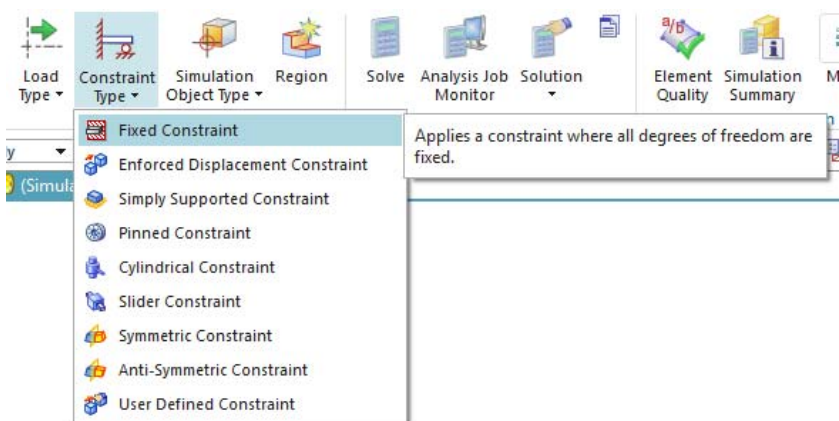 a/b
Load
Type
Constraint
Type
Simulation
Object Type
Region
Solve
Analysis Job
Monitor
Solution
Element
Quality
Simulation
Summary
M
Fixed Constraint
Applies a constraint where all degrees of freedom are
fixed.
Enforced Displacement Constraint
(Simula
Simply Supported Constraint
Pinned Constraint
Cylindrical Constraint
Slider Constraint
Symmetric Constraint
Anti-Symmetric Constraint
User Defined Constraint